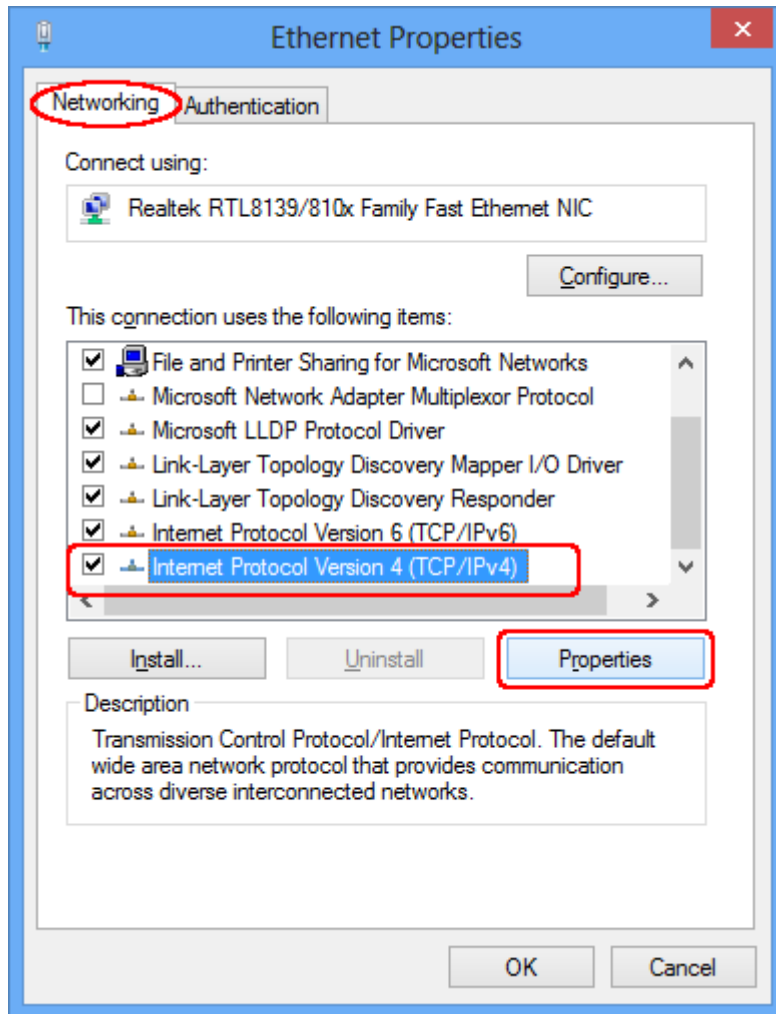 Ethernet Properties
Networking
Authentication
Connect using:
Realtek RTL8139/810x Family Fast Ethernet NIC
Configure...
This connection uses the following items:
File and Printer Sharing for Microsoft Networks
Microsoft Network Adapter Multiplexor Protocol
Microsoft LLDP Protocol Driver
Link-Layer Topology Discovery Mapper I/O Driver
Link-Layer Topology Discovery Responder
Internet Protocol Version 6 (TCP/IPv6)
Internet Protocol Version 4 (TCP/IPv4)
Install...
Uninstall
Properties
Description
Transmission Control Protocol/Internet Protocol. The default
wide area network protocol that provides communication
across diverse interconnected networks.
OK
Cancel